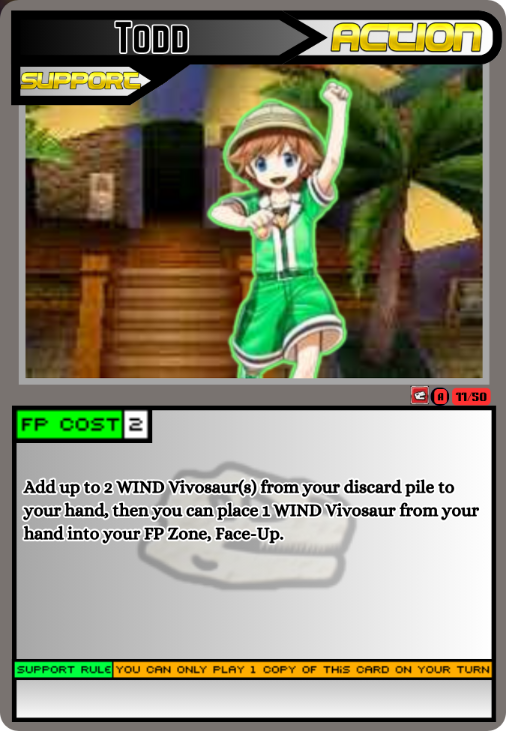 Todd
ACTION
SUPPORT
A 11/50
FP COST 2
Add up to 2 WIND Vivosaur(s) from your discard pile to
your hand, then you can place 1 WIND Vivosaur from your
hand into your FP Zone, Face-Up.
SUPPORT RULE YOU CAN ONLY PLAY 1 COPY OF THiS CARD ON YOUR TURN